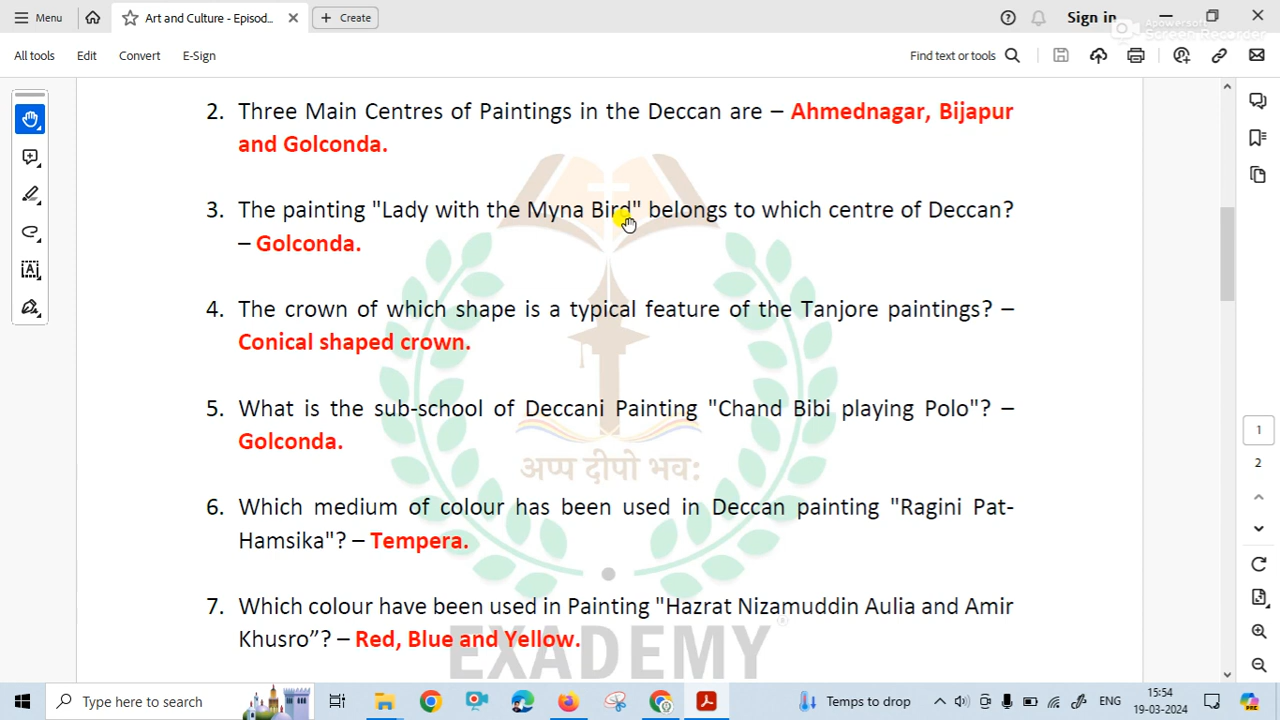 Menu
Art and Culture - Episod...
Create
Sign in
Apowersoft
Screen Recorder
All tools
Edit
Convert
E-Sign
Find text or tools
2. Three Main Centres of Paintings in the Deccan are – Ahmednagar, Bijapur
and Golconda.
3. The painting "Lady with the Myna Bird" belongs to which centre of Deccan?
– Golconda.
4. The crown of which shape is a typical feature of the Tanjore paintings? –
Conical shaped crown.
5. What is the sub-school of Deccani Painting "Chand Bibi playing Polo"? –
Golconda.
अप्प दीपो भव:
6. Which medium of colour has been used in Deccan painting "Ragini Pat-
Hamsika"? – Tempera.
7. Which colour have been used in Painting "Hazrat Nizamuddin Aulia and Amir
Khusro”? – Red, Blue and Yellow.
EXADEMY®
1
2
Type here to search
Temps to drop
ENG
15:54
19-03-2024